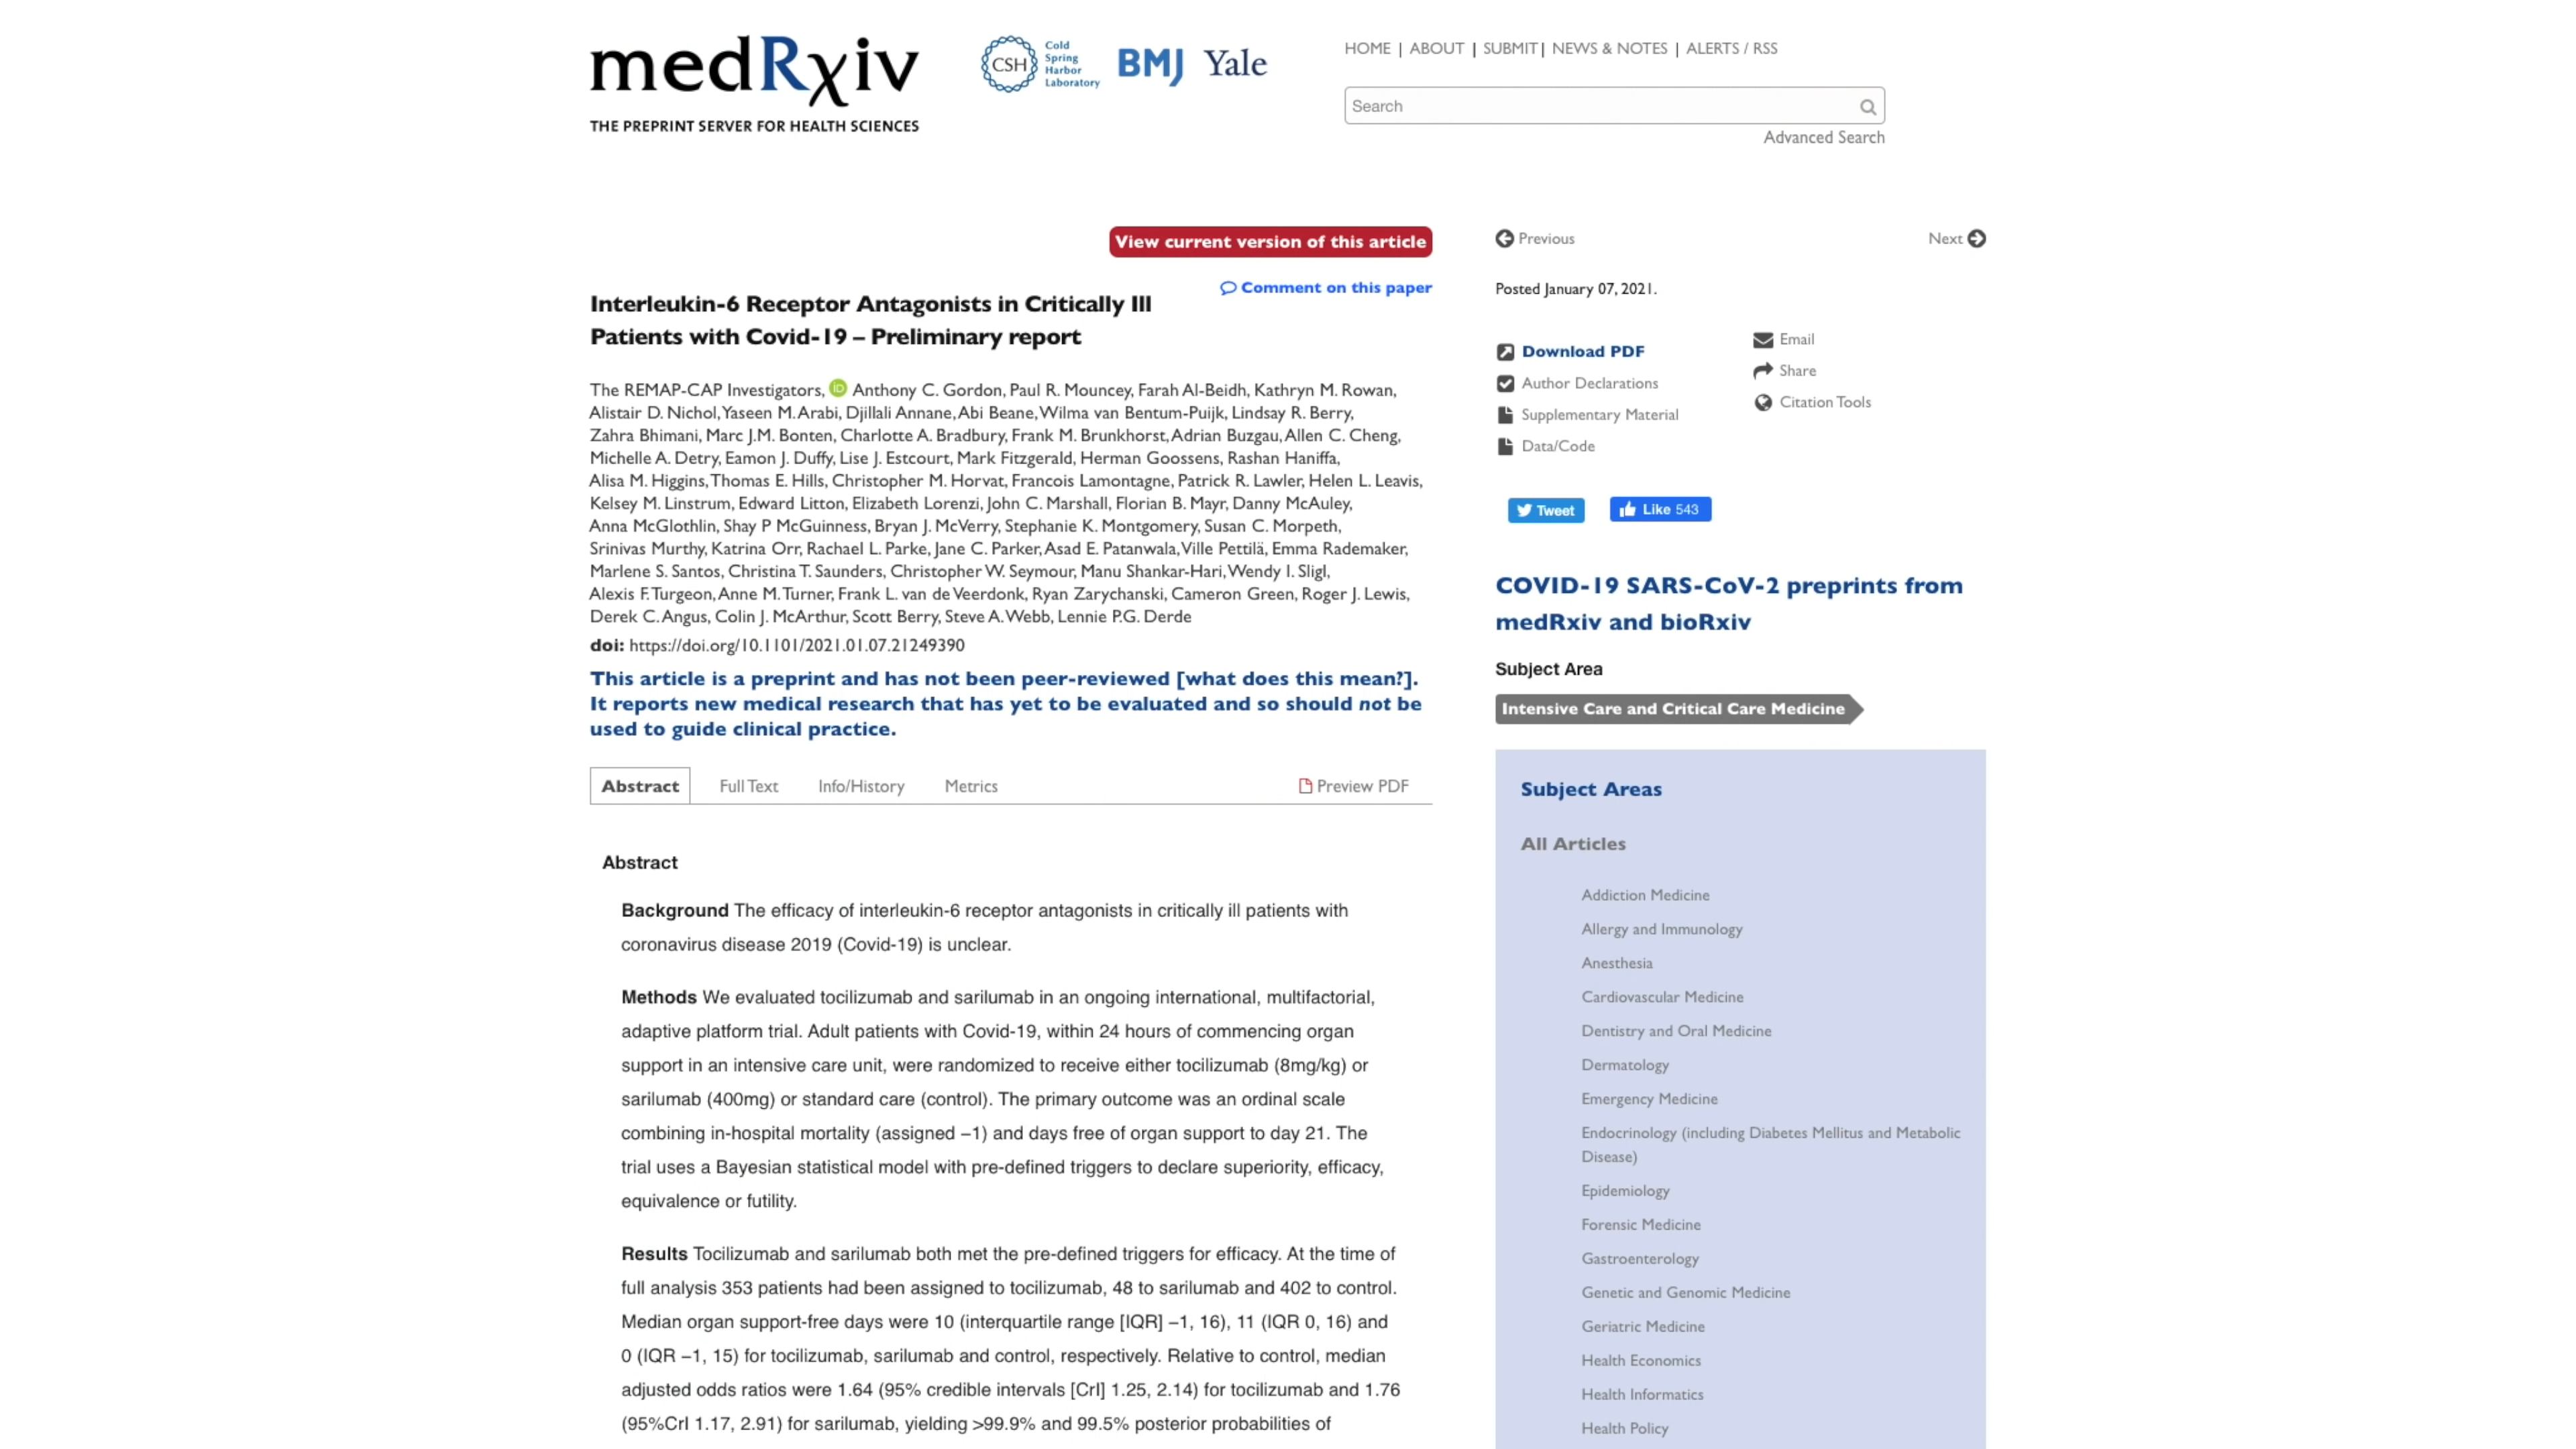 medRxiv
THE PREPRINT SERVER FOR HEALTH SCIENCES
CSH
Cold
Spring
Harbor
Laboratory
BMJ
Yale
HOME | ABOUT | SUBMIT | NEWS & NOTES | ALERTS / RSS
Search
Advanced Search
View current version of this article
Comment on this paper
Interleukin-6 Receptor Antagonists in Critically Ill
Patients with Covid-19 – Preliminary report
The REMAP-CAP Investigators, iD Anthony C. Gordon, Paul R. Mouncey, Farah Al-Beidh, Kathryn M. Rowan,
Alistair D. Nichol, Yaseen M. Arabi, Djillali Annane, Abi Beane, Wilma van Bentum-Puijk, Lindsay R. Berry,
Zahra Bhimani, Marc J.M. Bonten, Charlotte A. Bradbury, Frank M. Brunkhorst, Adrian Buzgau, Allen C. Cheng,
Michelle A. Detry, Eamon J. Duffy, Lise J. Estcourt, Mark Fitzgerald, Herman Goossens, Rashan Haniffa,
Alisa M. Higgins, Thomas E. Hills, Christopher M. Horvat, Francois Lamontagne, Patrick R. Lawler, Helen L. Leavis,
Kelsey M. Linstrum, Edward Litton, Elizabeth Lorenzi, John C. Marshall, Florian B. Mayr, Danny McAuley,
Anna McGlothlin, Shay P McGuinness, Bryan J. McVerry, Stephanie K. Montgomery, Susan C. Morpeth,
Srinivas Murthy, Katrina Orr, Rachael L. Parke, Jane C. Parker, Asad E. Patanwala, Ville Pettilä, Emma Rademaker,
Marlene S. Santos, Christina T. Saunders, Christopher W. Seymour, Manu Shankar-Hari, Wendy I. Sligl,
Alexis F. Turgeon, Anne M. Turner, Frank L. van de Veerdonk, Ryan Zarychanski, Cameron Green, Roger J. Lewis,
Derek C. Angus, Colin J. McArthur, Scott Berry, Steve A. Webb, Lennie P.G. Derde
doi: https://doi.org/10.1101/2021.01.07.21249390
This article is a preprint and has not been peer-reviewed [what does this mean?].
It reports new medical research that has yet to be evaluated and so should not be
used to guide clinical practice.
Abstract Full Text Info/History Metrics Preview PDF
Abstract
Background The efficacy of interleukin-6 receptor antagonists in critically ill patients with
coronavirus disease 2019 (Covid-19) is unclear.
Methods We evaluated tocilizumab and sarilumab in an ongoing international, multifactorial,
adaptive platform trial. Adult patients with Covid-19, within 24 hours of commencing organ
support in an intensive care unit, were randomized to receive either tocilizumab (8mg/kg) or
sarilumab (400mg) or standard care (control). The primary outcome was an ordinal scale
combining in-hospital mortality (assigned −1) and days free of organ support to day 21. The
trial uses a Bayesian statistical model with pre-defined triggers to declare superiority, efficacy,
equivalence or futility.
Results Tocilizumab and sarilumab both met the pre-defined triggers for efficacy. At the time of
full analysis 353 patients had been assigned to tocilizumab, 48 to sarilumab and 402 to control.
Median organ support-free days were 10 (interquartile range [IQR] −1, 16), 11 (IQR 0, 16) and
0 (IQR −1, 15) for tocilizumab, sarilumab and control, respectively. Relative to control, median
adjusted odds ratios were 1.64 (95% credible intervals [CrI] 1.25, 2.14) for tocilizumab and 1.76
(95%CrI 1.17, 2.91) for sarilumab, yielding >99.9% and 99.5% posterior probabilities of
Previous
Next
Posted January 07, 2021.
Download PDF
Author Declarations
Supplementary Material
Data/Code
Email
Share
Citation Tools
Tweet
Like 543
COVID-19 SARS-CoV-2 preprints from
medRxiv and bioRxiv
Subject Area
Intensive Care and Critical Care Medicine
Subject Areas
All Articles
Addiction Medicine
Allergy and Immunology
Anesthesia
Cardiovascular Medicine
Dentistry and Oral Medicine
Dermatology
Emergency Medicine
Endocrinology (including Diabetes Mellitus and Metabolic
Disease)
Epidemiology
Forensic Medicine
Gastroenterology
Genetic and Genomic Medicine
Geriatric Medicine
Health Economics
Health Informatics
Health Policy